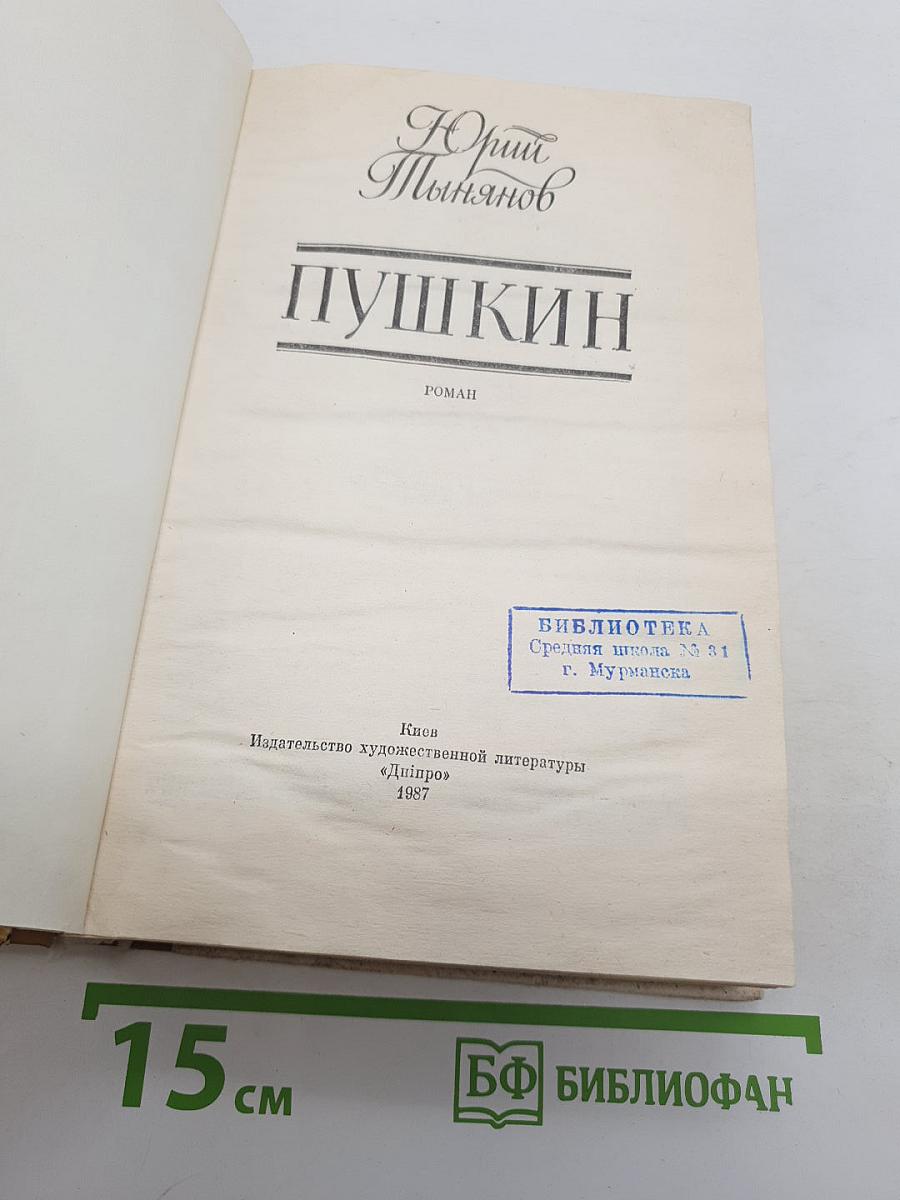 Юрий
Тынянов
ПУШКИН
РОМАН
БИБЛИОТЕКА
Средняя школа № 31
г. Мурманска
Киев
Издательство художественной литературы
«Дніпро»
1987
15 см
БФ БИБЛИОФАН